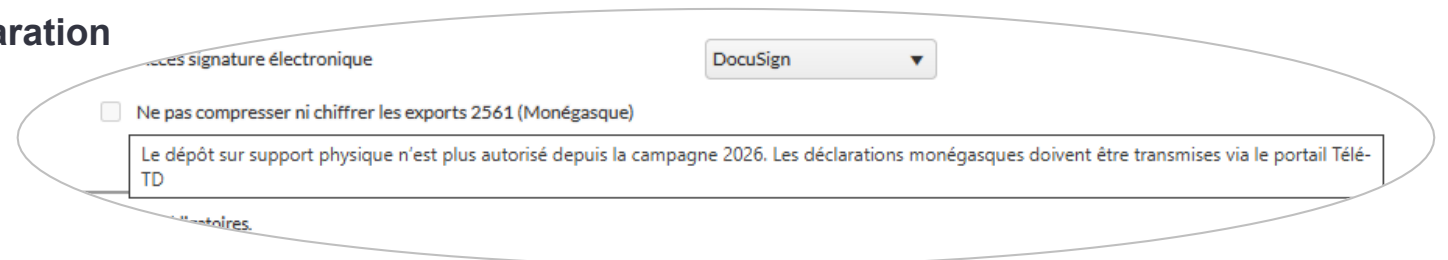 aration
accès signature électronique DocuSign
Ne pas compresser ni chiffrer les exports 2561 (Monégasque)
Le dépôt sur support physique n'est plus autorisé depuis la campagne 2026. Les déclarations monégasques doivent être transmises via le portail Télé-
TD